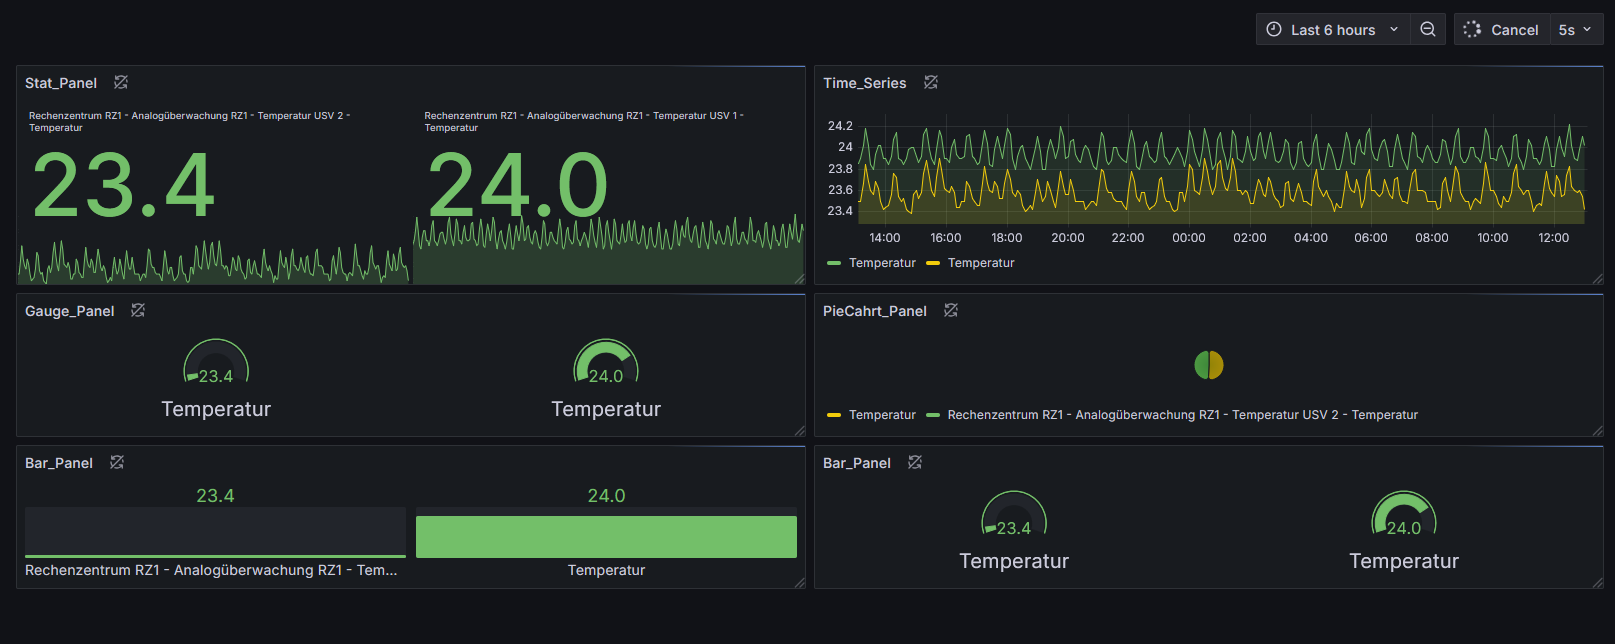 Last 6 hours
Cancel
5s
Stat_Panel
Rechenzentrum RZ1 - Analogüberwachung RZ1 - Temperatur USV 2 -
Temperatur
23.4
Rechenzentrum RZ1 - Analogüberwachung RZ1 - Temperatur USV 1 -
Temperatur
24.0
Time_Series
24.2
24
23.8
23.6
23.4
14:00 16:00 18:00 20:00 22:00 00:00 02:00 04:00 06:00 08:00 10:00 12:00
Temperatur Temperatur
Gauge_Panel
23.4
Temperatur
24.0
Temperatur
PieCahrt_Panel
Temperatur Rechenzentrum RZ1 - Analogüberwachung RZ1 - Temperatur USV 2 - Temperatur
Bar_Panel
23.4
Rechenzentrum RZ1 - Analogüberwachung RZ1 - Tem...
24.0
Temperatur
Bar_Panel
23.4
Temperatur
24.0
Temperatur